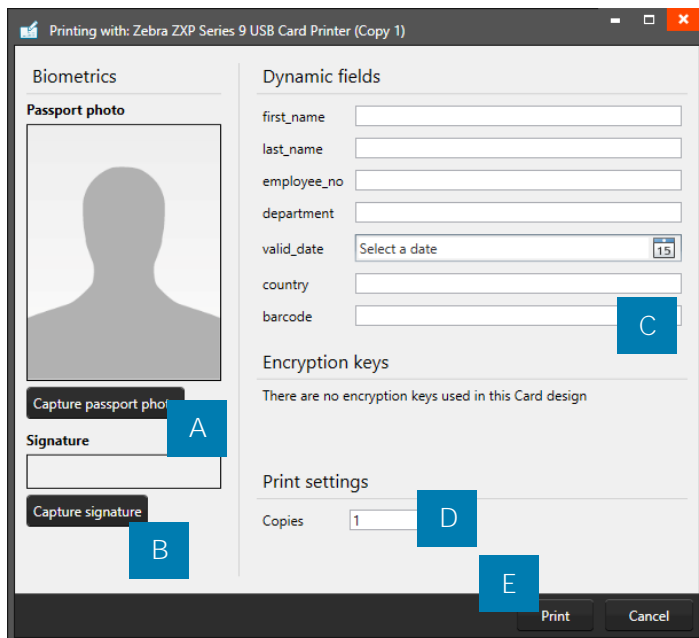 Printing with: Zebra ZXP Series 9 USB Card Printer (Copy 1)
Biometrics
Passport photo
Capture passport phot
A
Signature
Capture signature
B
Dynamic fields
first_name
last_name
employee_no
department
valid_date Select a date 15
country
barcode
C
Encryption keys
There are no encryption keys used in this Card design
Print settings
Copies 1
D
E
Print Cancel